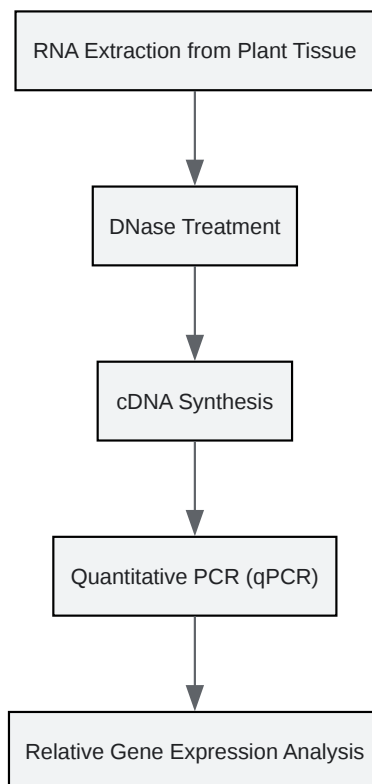 RNA Extraction from Plant Tissue
DNase Treatment
cDNA Synthesis
Quantitative PCR (qPCR)
Relative Gene Expression Analysis